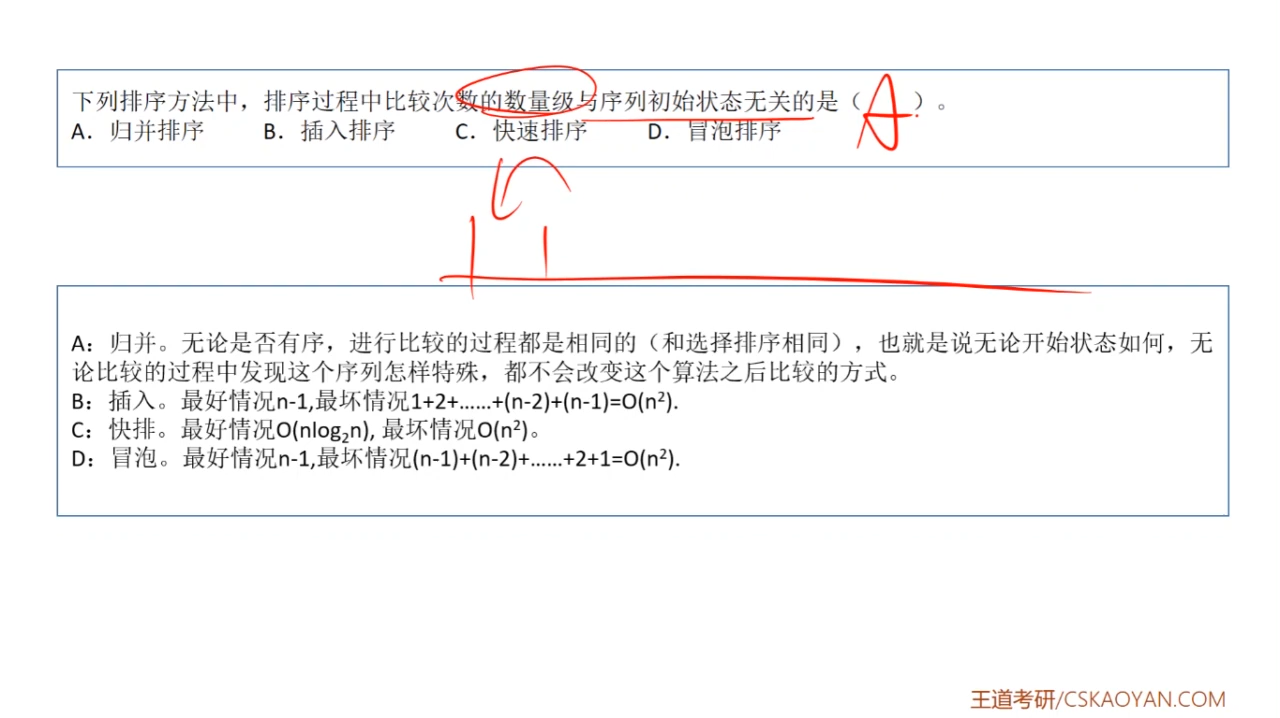 下列排序方法中，排序过程中比较次数的数量级与序列初始状态无关的是（ A ）。
A．归并排序 B．插入排序 C．快速排序 D．冒泡排序
A：归并。无论是否有序，进行比较的过程都是相同的（和选择排序相同），也就是说无论开始状态如何，无
论比较的过程中发现这个序列怎样特殊，都不会改变这个算法之后比较的方式。
B：插入。最好情况n-1,最坏情况1+2+……+(n-2)+(n-1)=O(n²).
C：快排。最好情况O(nlog₂n), 最坏情况O(n²)。
D：冒泡。最好情况n-1,最坏情况(n-1)+(n-2)+……+2+1=O(n²).
王道考研/CSKAOYAN.COM